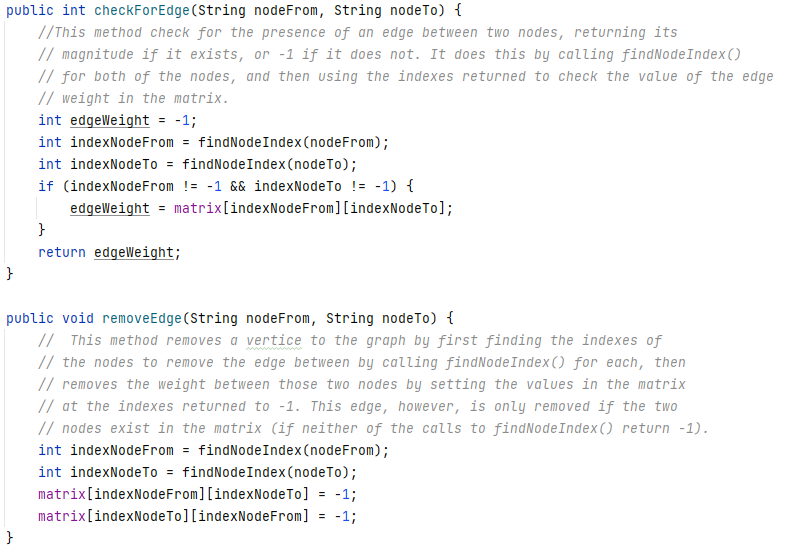 public int checkForEdge(String nodeFrom, String nodeTo) {
    //This method check for the presence of an edge between two nodes, returning its
    // magnitude if it exists, or -1 if it does not. It does this by calling findNodeIndex()
    // for both of the nodes, and then using the indexes returned to check the value of the edge
    // weight in the matrix.
    int edgeWeight = -1;
    int indexNodeFrom = findNodeIndex(nodeFrom);
    int indexNodeTo = findNodeIndex(nodeTo);
    if (indexNodeFrom != -1 && indexNodeTo != -1) {
        edgeWeight = matrix[indexNodeFrom][indexNodeTo];
    }
    return edgeWeight;
}
public void removeEdge(String nodeFrom, String nodeTo) {
    //  This method removes a vertice to the graph by first finding the indexes of
    // the nodes to remove the edge between by calling findNodeIndex() for each, then
    // removes the weight between those two nodes by setting the values in the matrix
    // at the indexes returned to -1. This edge, however, is only removed if the two
    // nodes exist in the matrix (if neither of the calls to findNodeIndex() return -1).
    int indexNodeFrom = findNodeIndex(nodeFrom);
    int indexNodeTo = findNodeIndex(nodeTo);
    matrix[indexNodeFrom][indexNodeTo] = -1;
    matrix[indexNodeTo][indexNodeFrom] = -1;
}